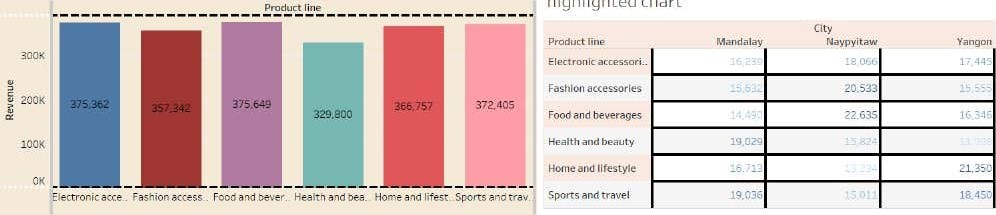 Product line
Revenue
300K
200K
100K
0K
375,362 357,342 375,649 329,800 366,757 372,405
Electronic acce.. Fashion access.. Food and bever.. Health and bea.. Home and lifest.. Sports and trav..
highlighted chart
City
Product line Mandalay Naypyitaw Yangon
Electronic accessori.. 16,239 18,066 17,445
Fashion accessories 15,632 20,533 15,555
Food and beverages 14,490 22,635 16,346
Health and beauty 19,029 15,824
Home and lifestyle 16,713 21,350
Sports and travel 19,036 15,011 18,450